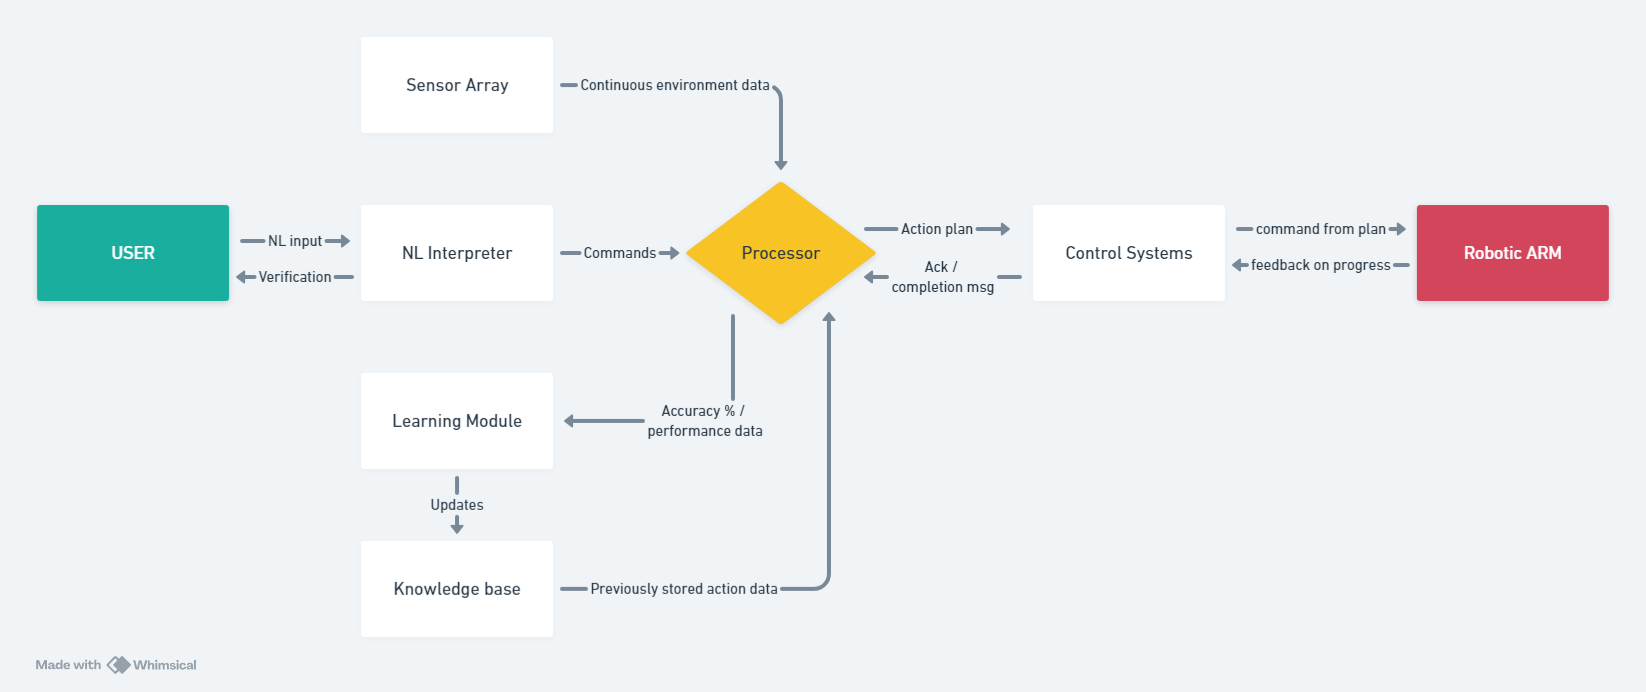 Sensor Array
Continuous environment data
USER
NL input
Verification
NL Interpreter
Commands
Processor
Action plan
Ack /
completion msg
Control Systems
command from plan
feedback on progress
Robotic ARM
Learning Module
Accuracy % /
performance data
Updates
Knowledge base
Previously stored action data
Made with Whimsical